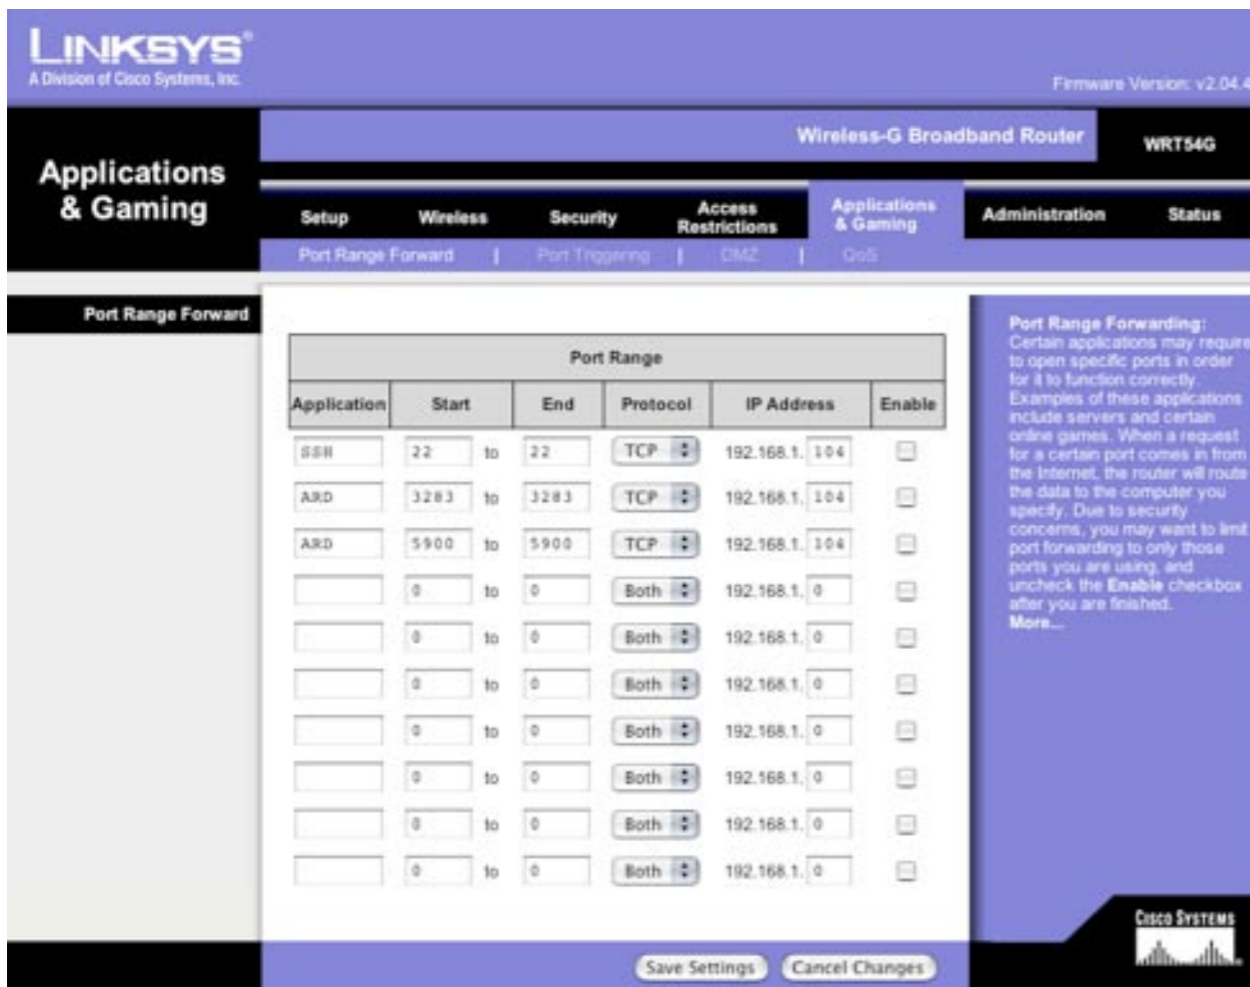 LINKSYS®
A Division of Cisco Systems, Inc.
Firmware Version: v2.04.4
Wireless-G Broadband Router
WRT54G
Applications
& Gaming
Setup Wireless Security Access Restrictions Applications & Gaming Administration Status
Port Range Forward | Port Triggering | DMZ | QoS
Port Range Forward
Port Range
Application Start End Protocol IP Address Enable
SSH 22 to 22 TCP 192.168.1. 104
ARD 3283 to 3283 TCP 192.168.1. 104
ARD 5900 to 5900 TCP 192.168.1. 104
0 to 0 Both 192.168.1. 0
0 to 0 Both 192.168.1. 0
0 to 0 Both 192.168.1. 0
0 to 0 Both 192.168.1. 0
0 to 0 Both 192.168.1. 0
0 to 0 Both 192.168.1. 0
0 to 0 Both 192.168.1. 0
Port Range Forwarding:
Certain applications may require
to open specific ports in order
for it to function correctly.
Examples of these applications
include servers and certain
online games. When a request
for a certain port comes in from
the Internet, the router will route
the data to the computer you
specify. Due to security
concerns, you may want to limit
port forwarding to only those
ports you are using, and
uncheck the Enable checkbox
after you are finished.
More...
Save Settings Cancel Changes
CISCO SYSTEMS